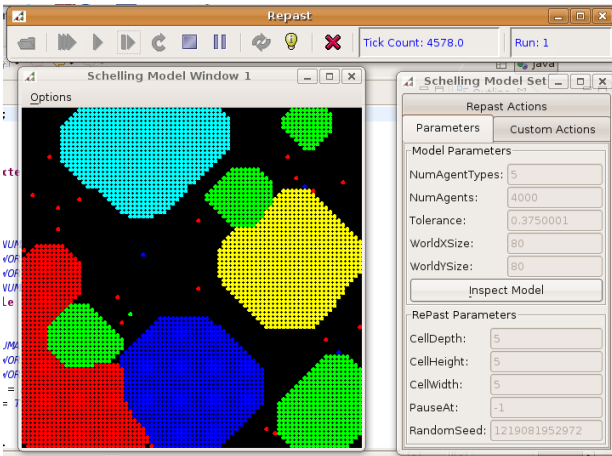 Repast
Tick Count: 4578.0
Run: 1
Java
Schelling Model Window 1
Options
Schelling Model Set
Repast Actions
Parameters
Custom Actions
Model Parameters
NumAgentTypes: 5
NumAgents: 4000
Tolerance: 0.3750001
WorldXSize: 80
WorldYSize: 80
Inspect Model
RePast Parameters
CellDepth: 5
CellHeight: 5
CellWidth: 5
PauseAt: -1
RandomSeed: 1219081952972